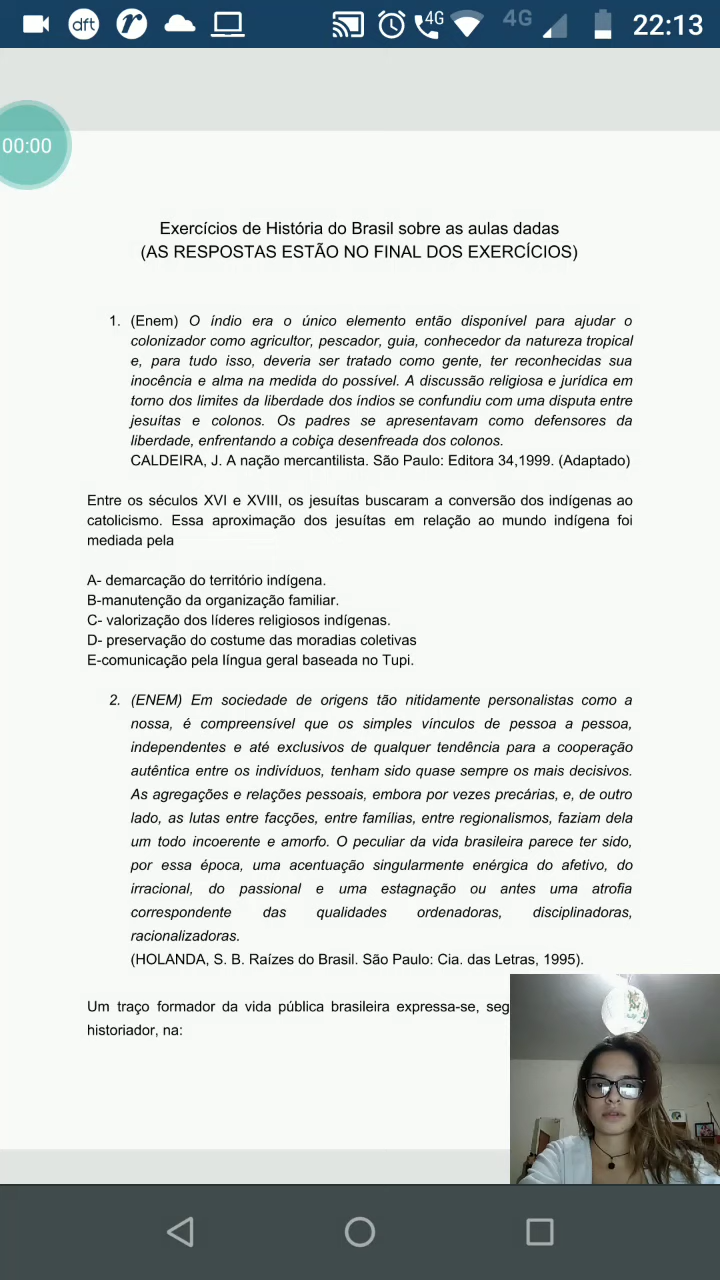 dft r 4G 4G 22:13
00:00
Exercícios de História do Brasil sobre as aulas dadas
(AS RESPOSTAS ESTÃO NO FINAL DOS EXERCÍCIOS)
1. (Enem) O índio era o único elemento então disponível para ajudar o
colonizador como agricultor, pescador, guia, conhecedor da natureza tropical
e, para tudo isso, deveria ser tratado como gente, ter reconhecidas sua
inocência e alma na medida do possível. A discussão religiosa e jurídica em
torno dos limites da liberdade dos índios se confundiu com uma disputa entre
jesuítas e colonos. Os padres se apresentavam como defensores da
liberdade, enfrentando a cobiça desenfreada dos colonos.
CALDEIRA, J. A nação mercantilista. São Paulo: Editora 34,1999. (Adaptado)
Entre os séculos XVI e XVIII, os jesuítas buscaram a conversão dos indígenas ao
catolicismo. Essa aproximação dos jesuítas em relação ao mundo indígena foi
mediada pela
A- demarcação do território indígena.
B-manutenção da organização familiar.
C- valorização dos líderes religiosos indígenas.
D- preservação do costume das moradias coletivas
E-comunicação pela língua geral baseada no Tupi.
2. (ENEM) Em sociedade de origens tão nitidamente personalistas como a
nossa, é compreensível que os simples vínculos de pessoa a pessoa,
independentes e até exclusivos de qualquer tendência para a cooperação
autêntica entre os indivíduos, tenham sido quase sempre os mais decisivos.
As agregações e relações pessoais, embora por vezes precárias, e, de outro
lado, as lutas entre facções, entre famílias, entre regionalismos, faziam dela
um todo incoerente e amorfo. O peculiar da vida brasileira parece ter sido,
por essa época, uma acentuação singularmente enérgica do afetivo, do
irracional, do passional e uma estagnação ou antes uma atrofia
correspondente das qualidades ordenadoras, disciplinadoras,
racionalizadoras.
(HOLANDA, S. B. Raízes do Brasil. São Paulo: Cia. das Letras, 1995).
Um traço formador da vida pública brasileira expressa-se, seg
historiador, na: